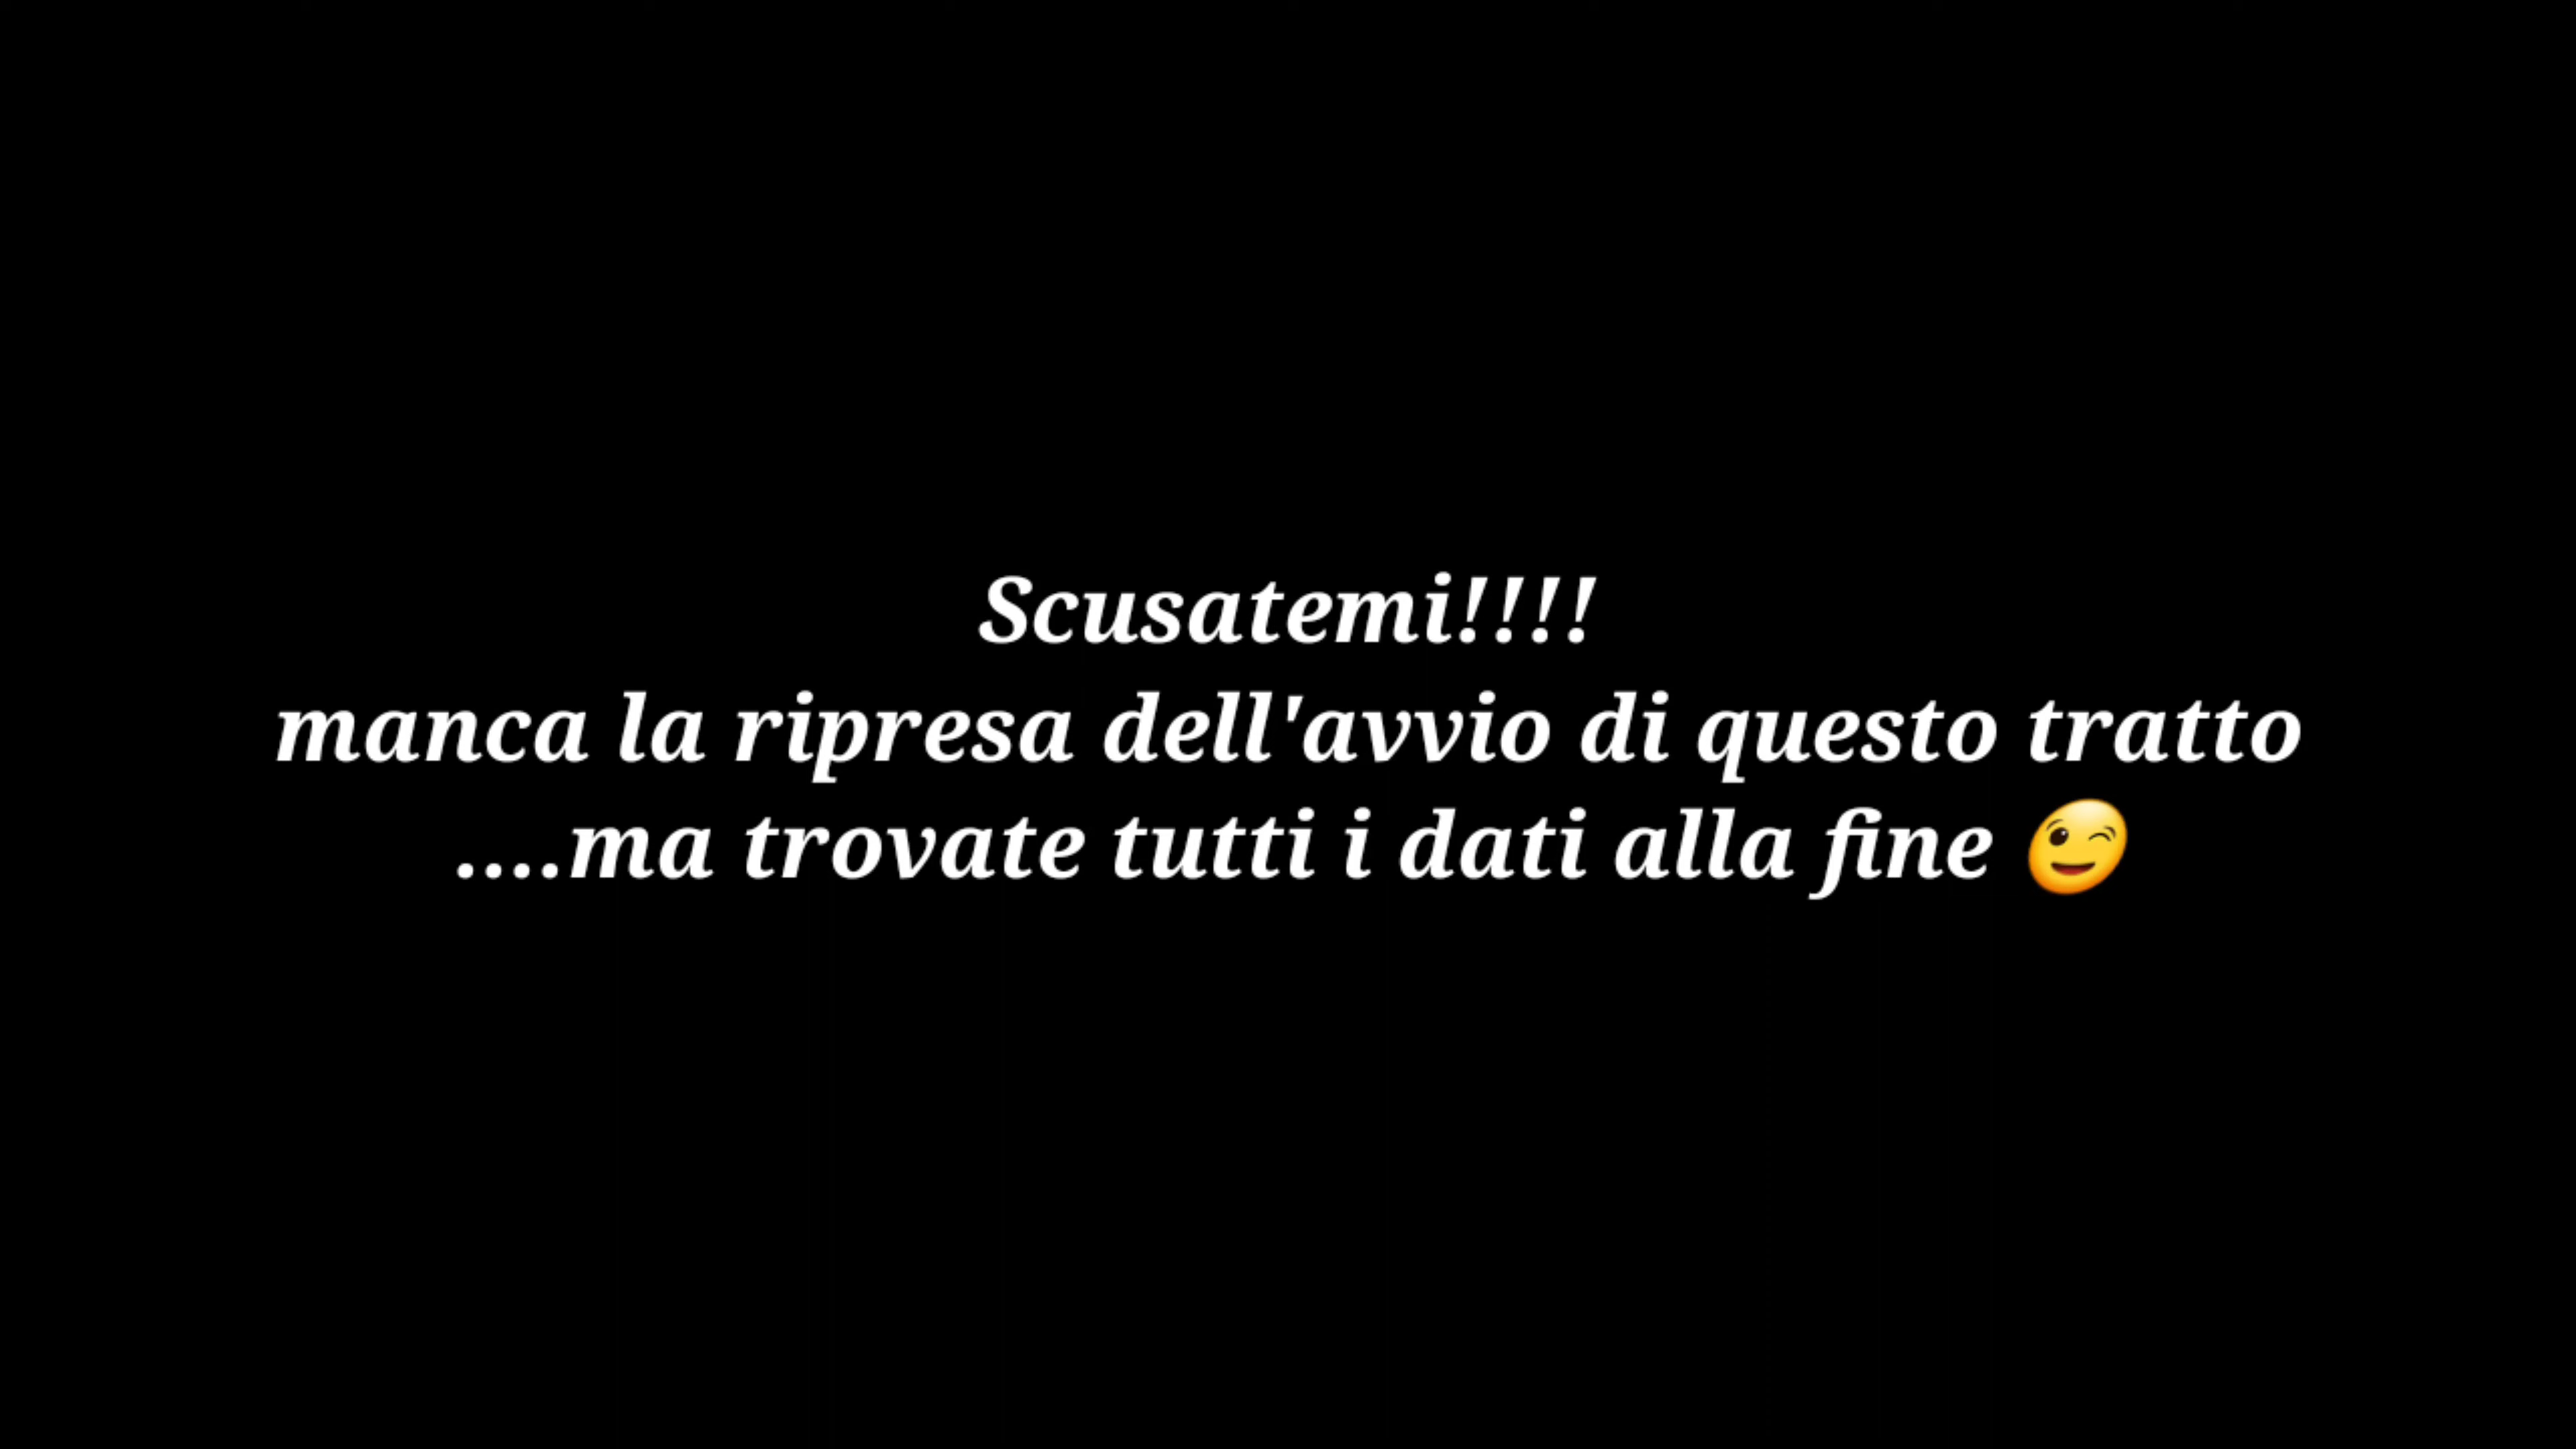 Scusatemi!!!!
manca la ripresa dell'avvio di questo tratto
....ma trovate tutti i dati alla fine 😉